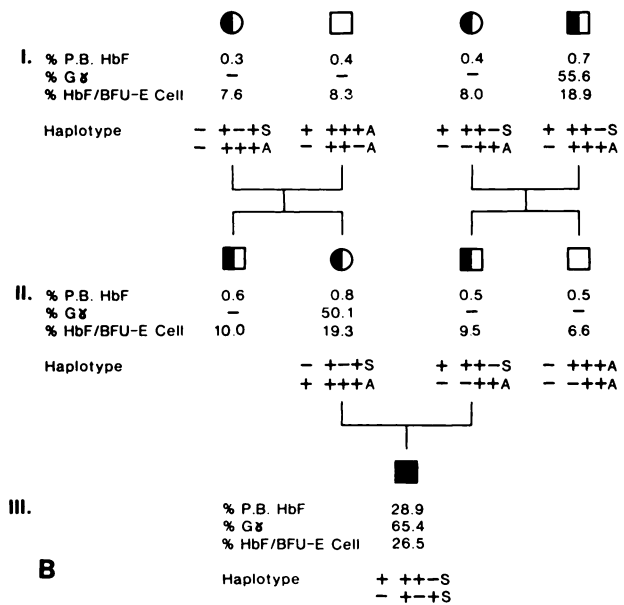 I. % P.B. HbF 0.3 0.4 0.4 0.7
% Gɣ – – – 55.6
% HbF/BFU-E Cell 7.6 8.3 8.0 18.9
Haplotype – +-+S + +++A + ++-S + ++-S
– +++A – ++-A – -++A – +++A
II. % P.B. HbF 0.6 0.8 0.5 0.5
% Gɣ – 50.1 – –
% HbF/BFU-E Cell 10.0 19.3 9.5 6.6
Haplotype – +-+S + ++-S – +++A
+ +++A – -++A – -++A
III. % P.B. HbF 28.9
% Gɣ 65.4
% HbF/BFU-E Cell 26.5
B
Haplotype + ++-S
– +-+S